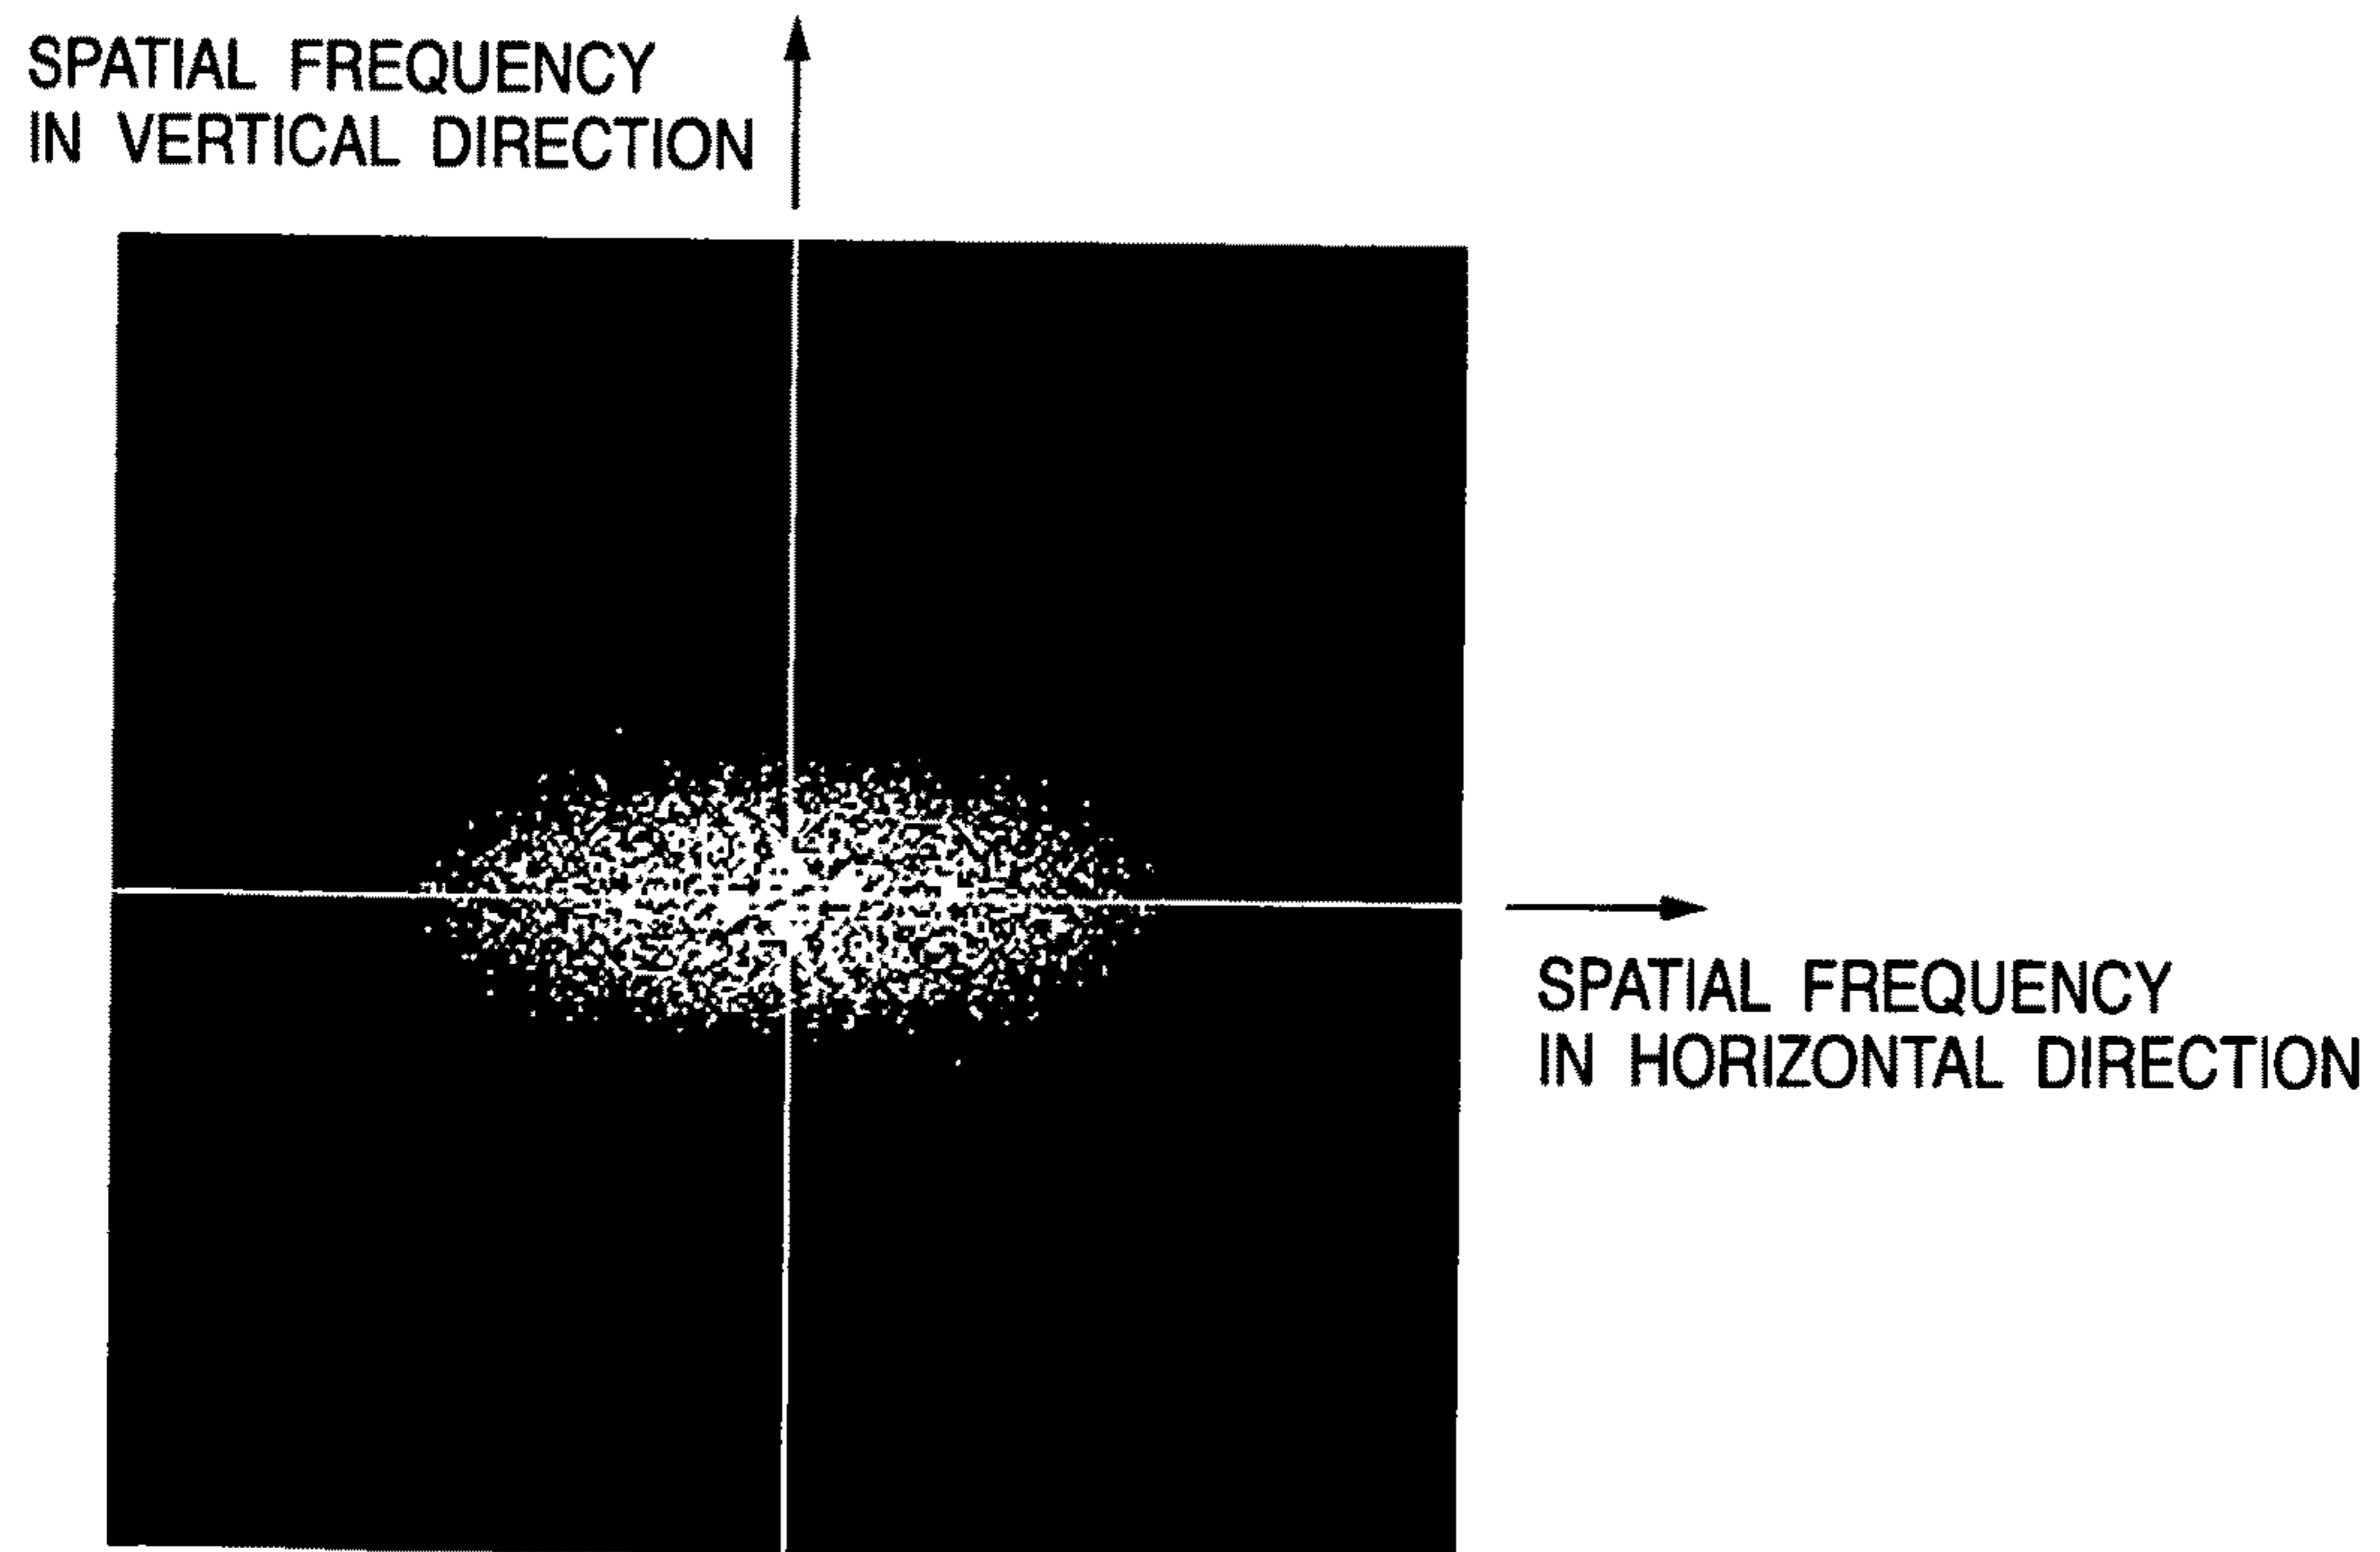 SPATIAL FREQUENCY
IN VERTICAL DIRECTION
SPATIAL FREQUENCY
IN HORIZONTAL DIRECTION